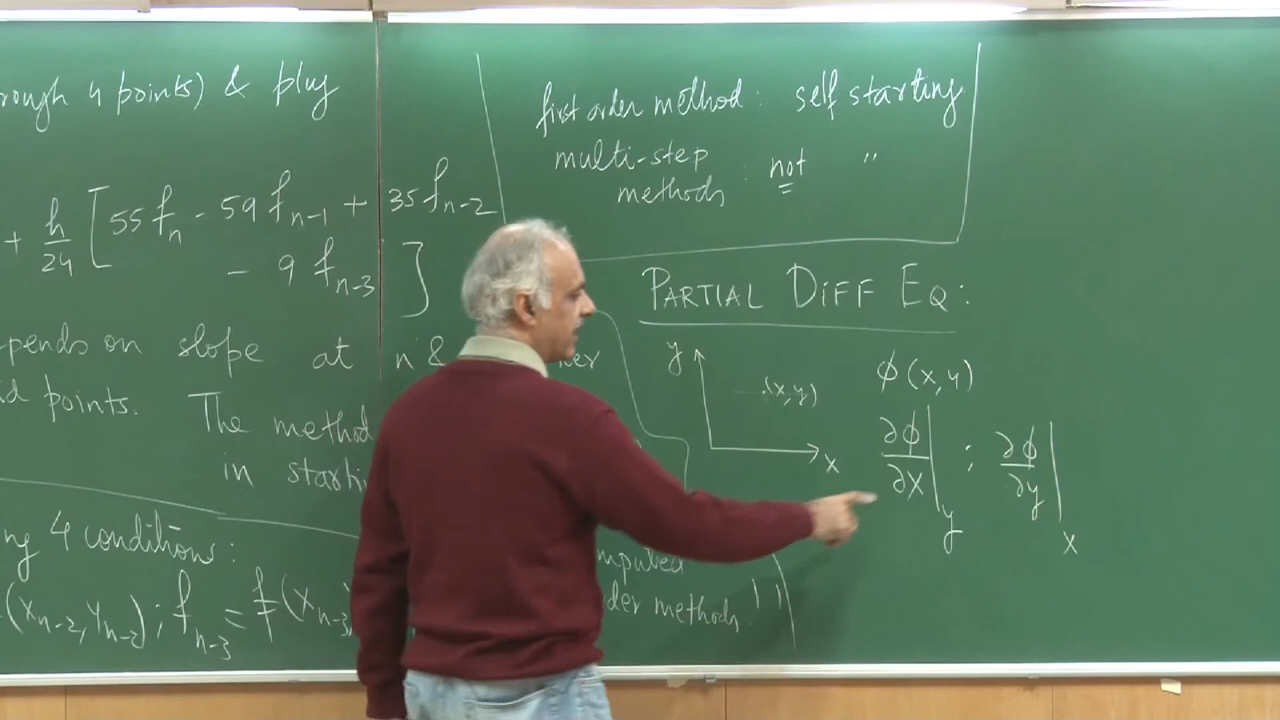 rough 4 points) & plug
+ h/24 [55 fn - 59 fn-1 + 35 fn-2
- 9 fn-3 ]
pends on slope at n &
points. The method
in starti
ng 4 conditions:
(xn-2, yn-2); fn-3 = f(xn-3,
first order method: self starting
multi-step
methods : not "
PARTIAL DIFF EQ:
y
.(x,y)
x
ϕ(x,y)
∂ϕ/∂x |y ; ∂ϕ/∂y |x
mputed
der methods!!